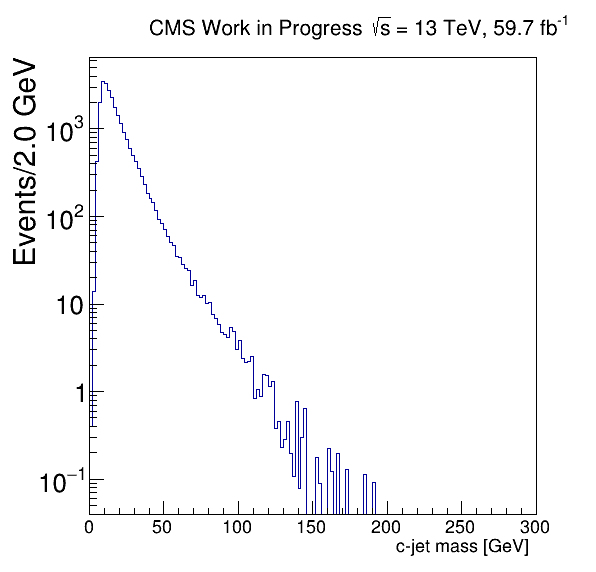 CMS Work in Progress √s = 13 TeV, 59.7 fb⁻¹
Events/2.0 GeV
10³
10²
10
1
10⁻¹
0 50 100 150 200 250 300
c-jet mass [GeV]